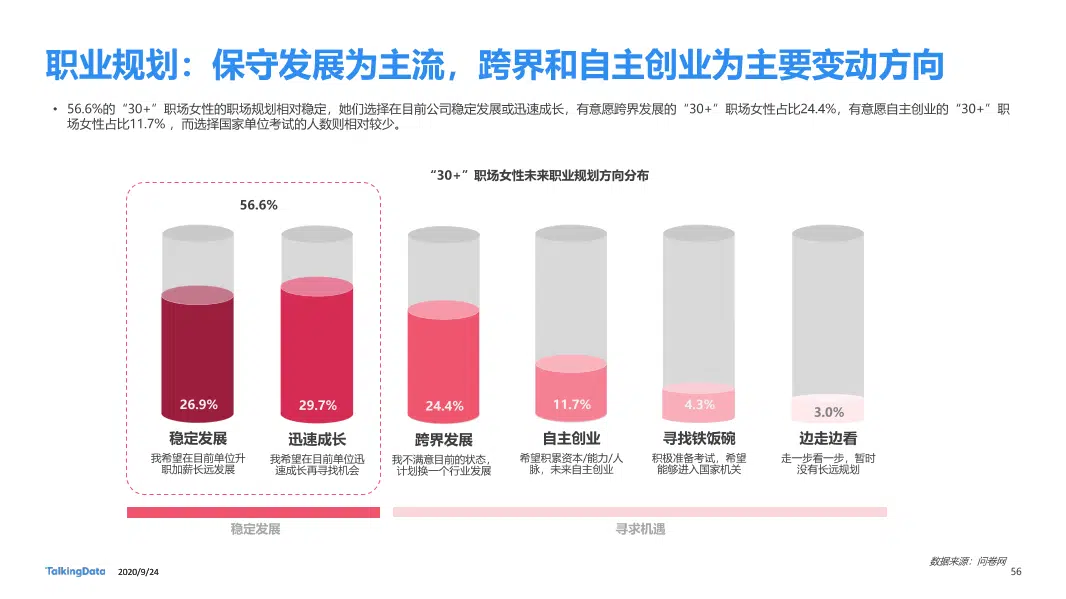 职业规划：保守发展为主流，跨界和自主创业为主要变动方向
• 56.6%的“30+”职场女性的职场规划相对稳定，她们选择在目前公司稳定发展或迅速成长，有意愿跨界发展的“30+”职场女性占比24.4%，有意愿自主创业的“30+”职
场女性占比11.7% ，而选择国家单位考试的人数则相对较少。
“30+”职场女性未来职业规划方向分布
56.6%
26.9%
29.7%
24.4%
11.7%
4.3%
3.0%
稳定发展
我希望在目前单位升
职加薪长远发展
迅速成长
我希望在目前单位迅
速成长再寻找机会
跨界发展
我不满意目前的状态，
计划换一个行业发展
自主创业
希望积累资本/能力/人
脉，未来自主创业
寻找铁饭碗
积极准备考试，希望
能够进入国家机关
边走边看
走一步看一步，暂时
没有长远规划
稳定发展
寻求机遇
数据来源：问卷网
TalkingData
2020/9/24
56